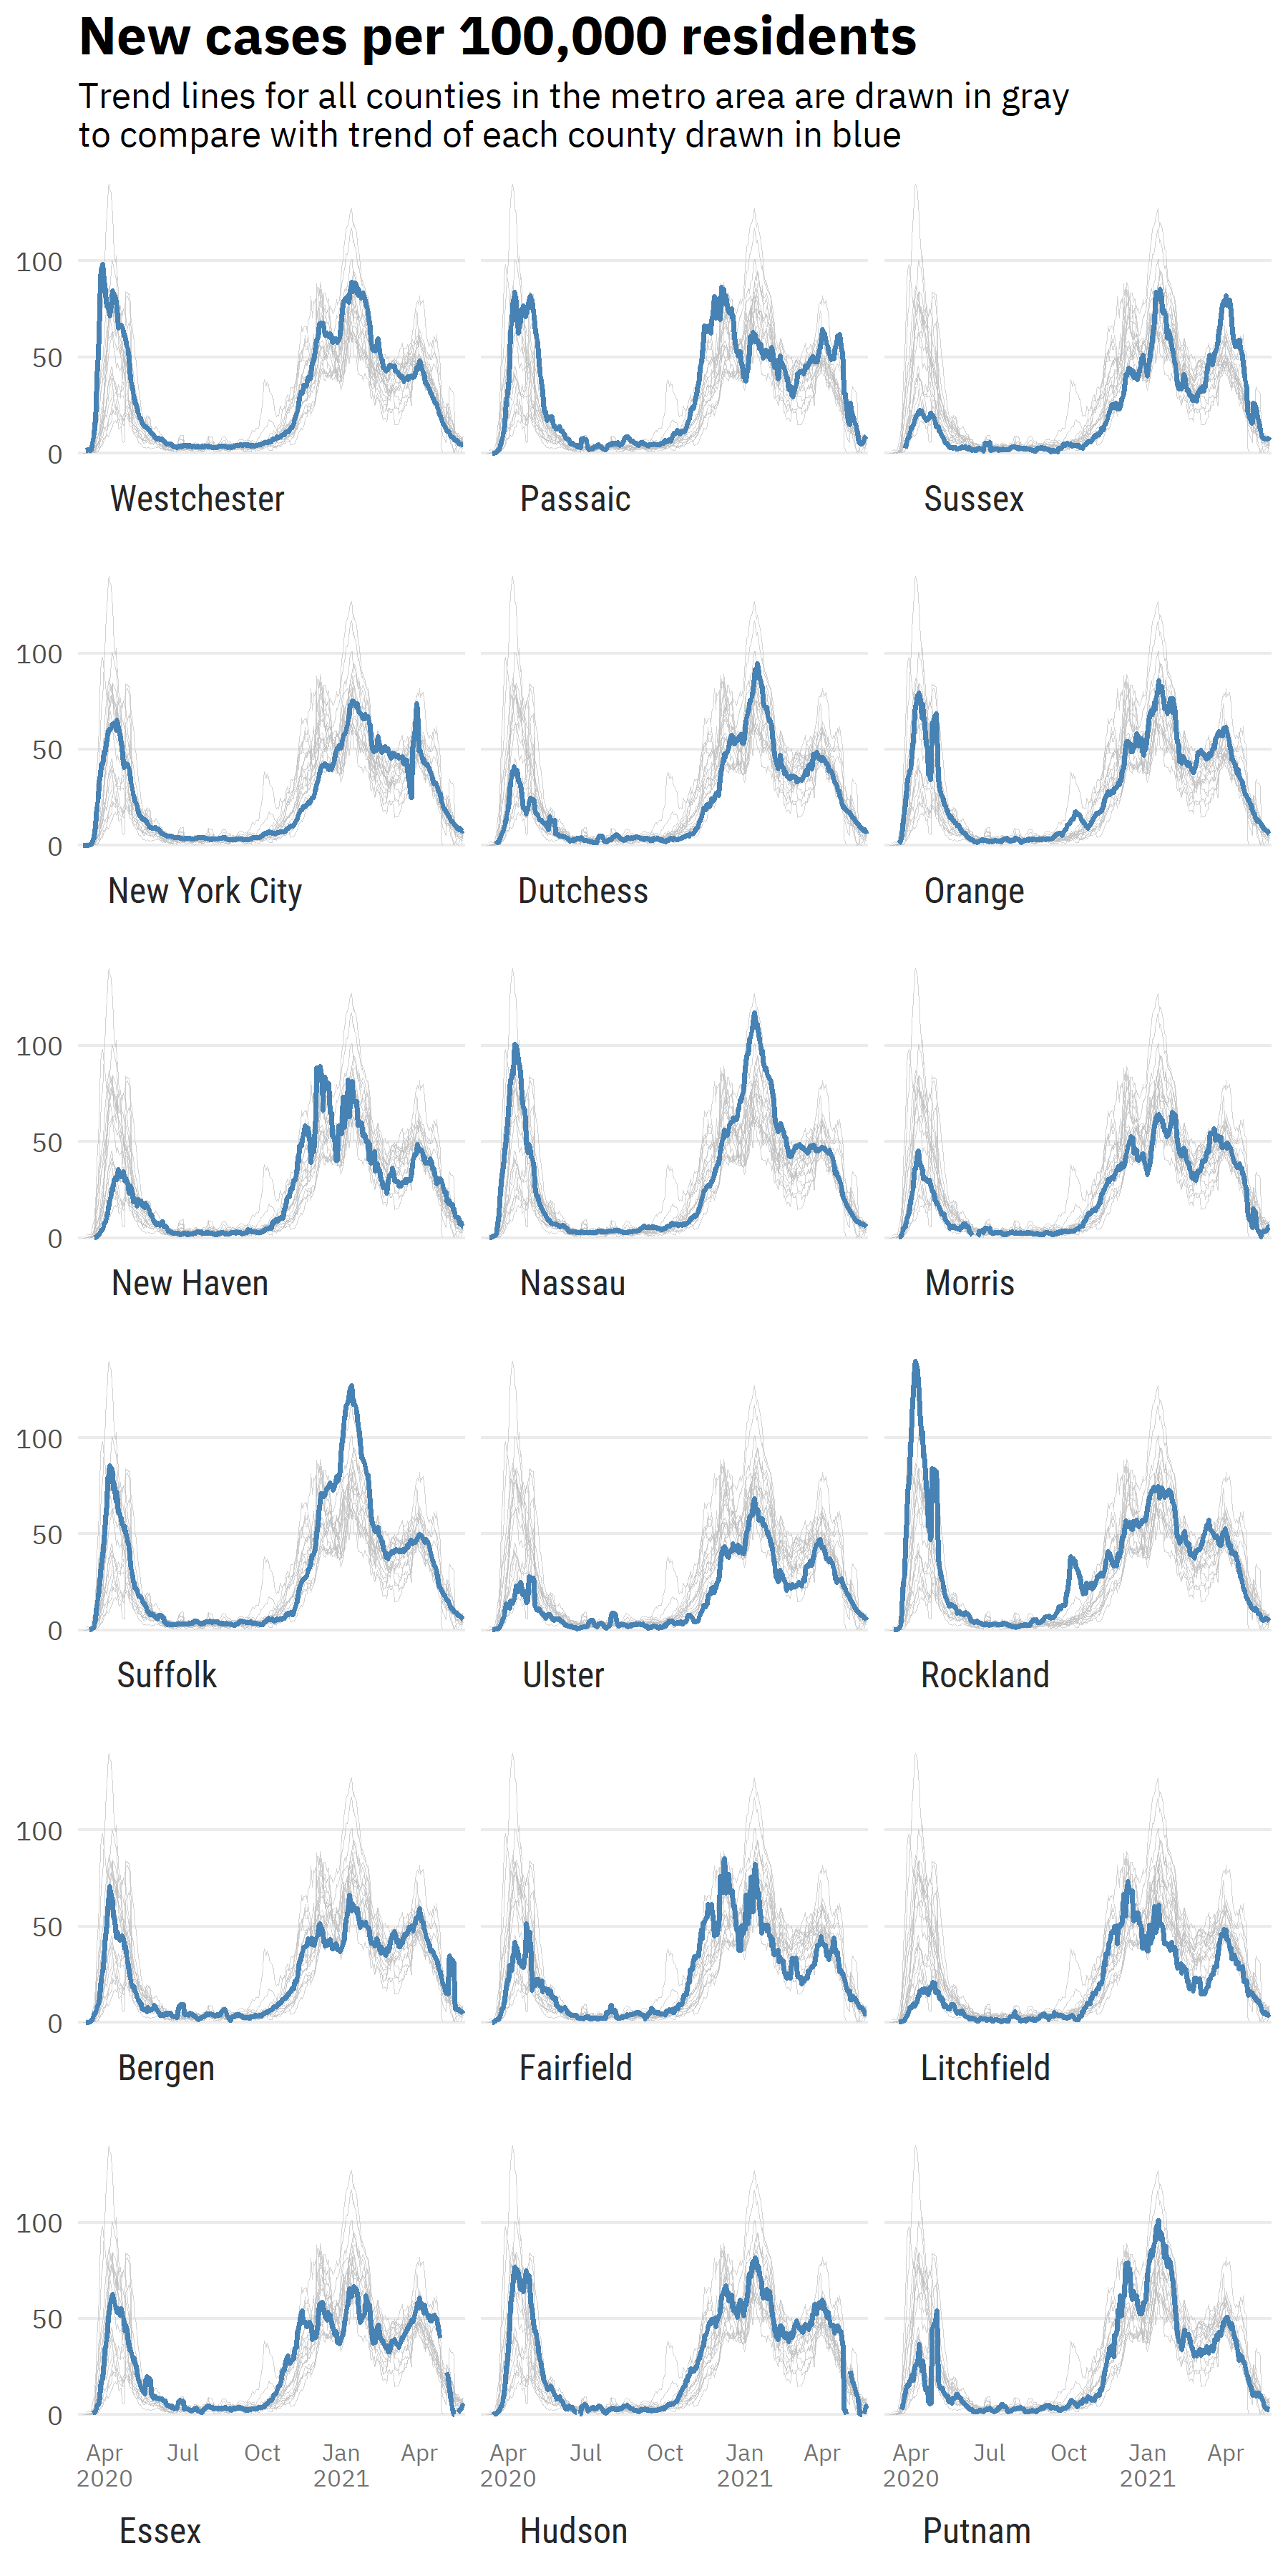 New cases per 100,000 residents
Trend lines for all counties in the metro area are drawn in gray
to compare with trend of each county drawn in blue
100
50
0
Westchester Passaic Sussex
100
50
0
New York City Dutchess Orange
100
50
0
New Haven Nassau Morris
100
50
0
Suffolk Ulster Rockland
100
50
0
Bergen Fairfield Litchfield
100
50
0
Apr Jul Oct Jan Apr Apr Jul Oct Jan Apr Apr Jul Oct Jan Apr
2020 2021 2020 2021 2020 2021
Essex Hudson Putnam